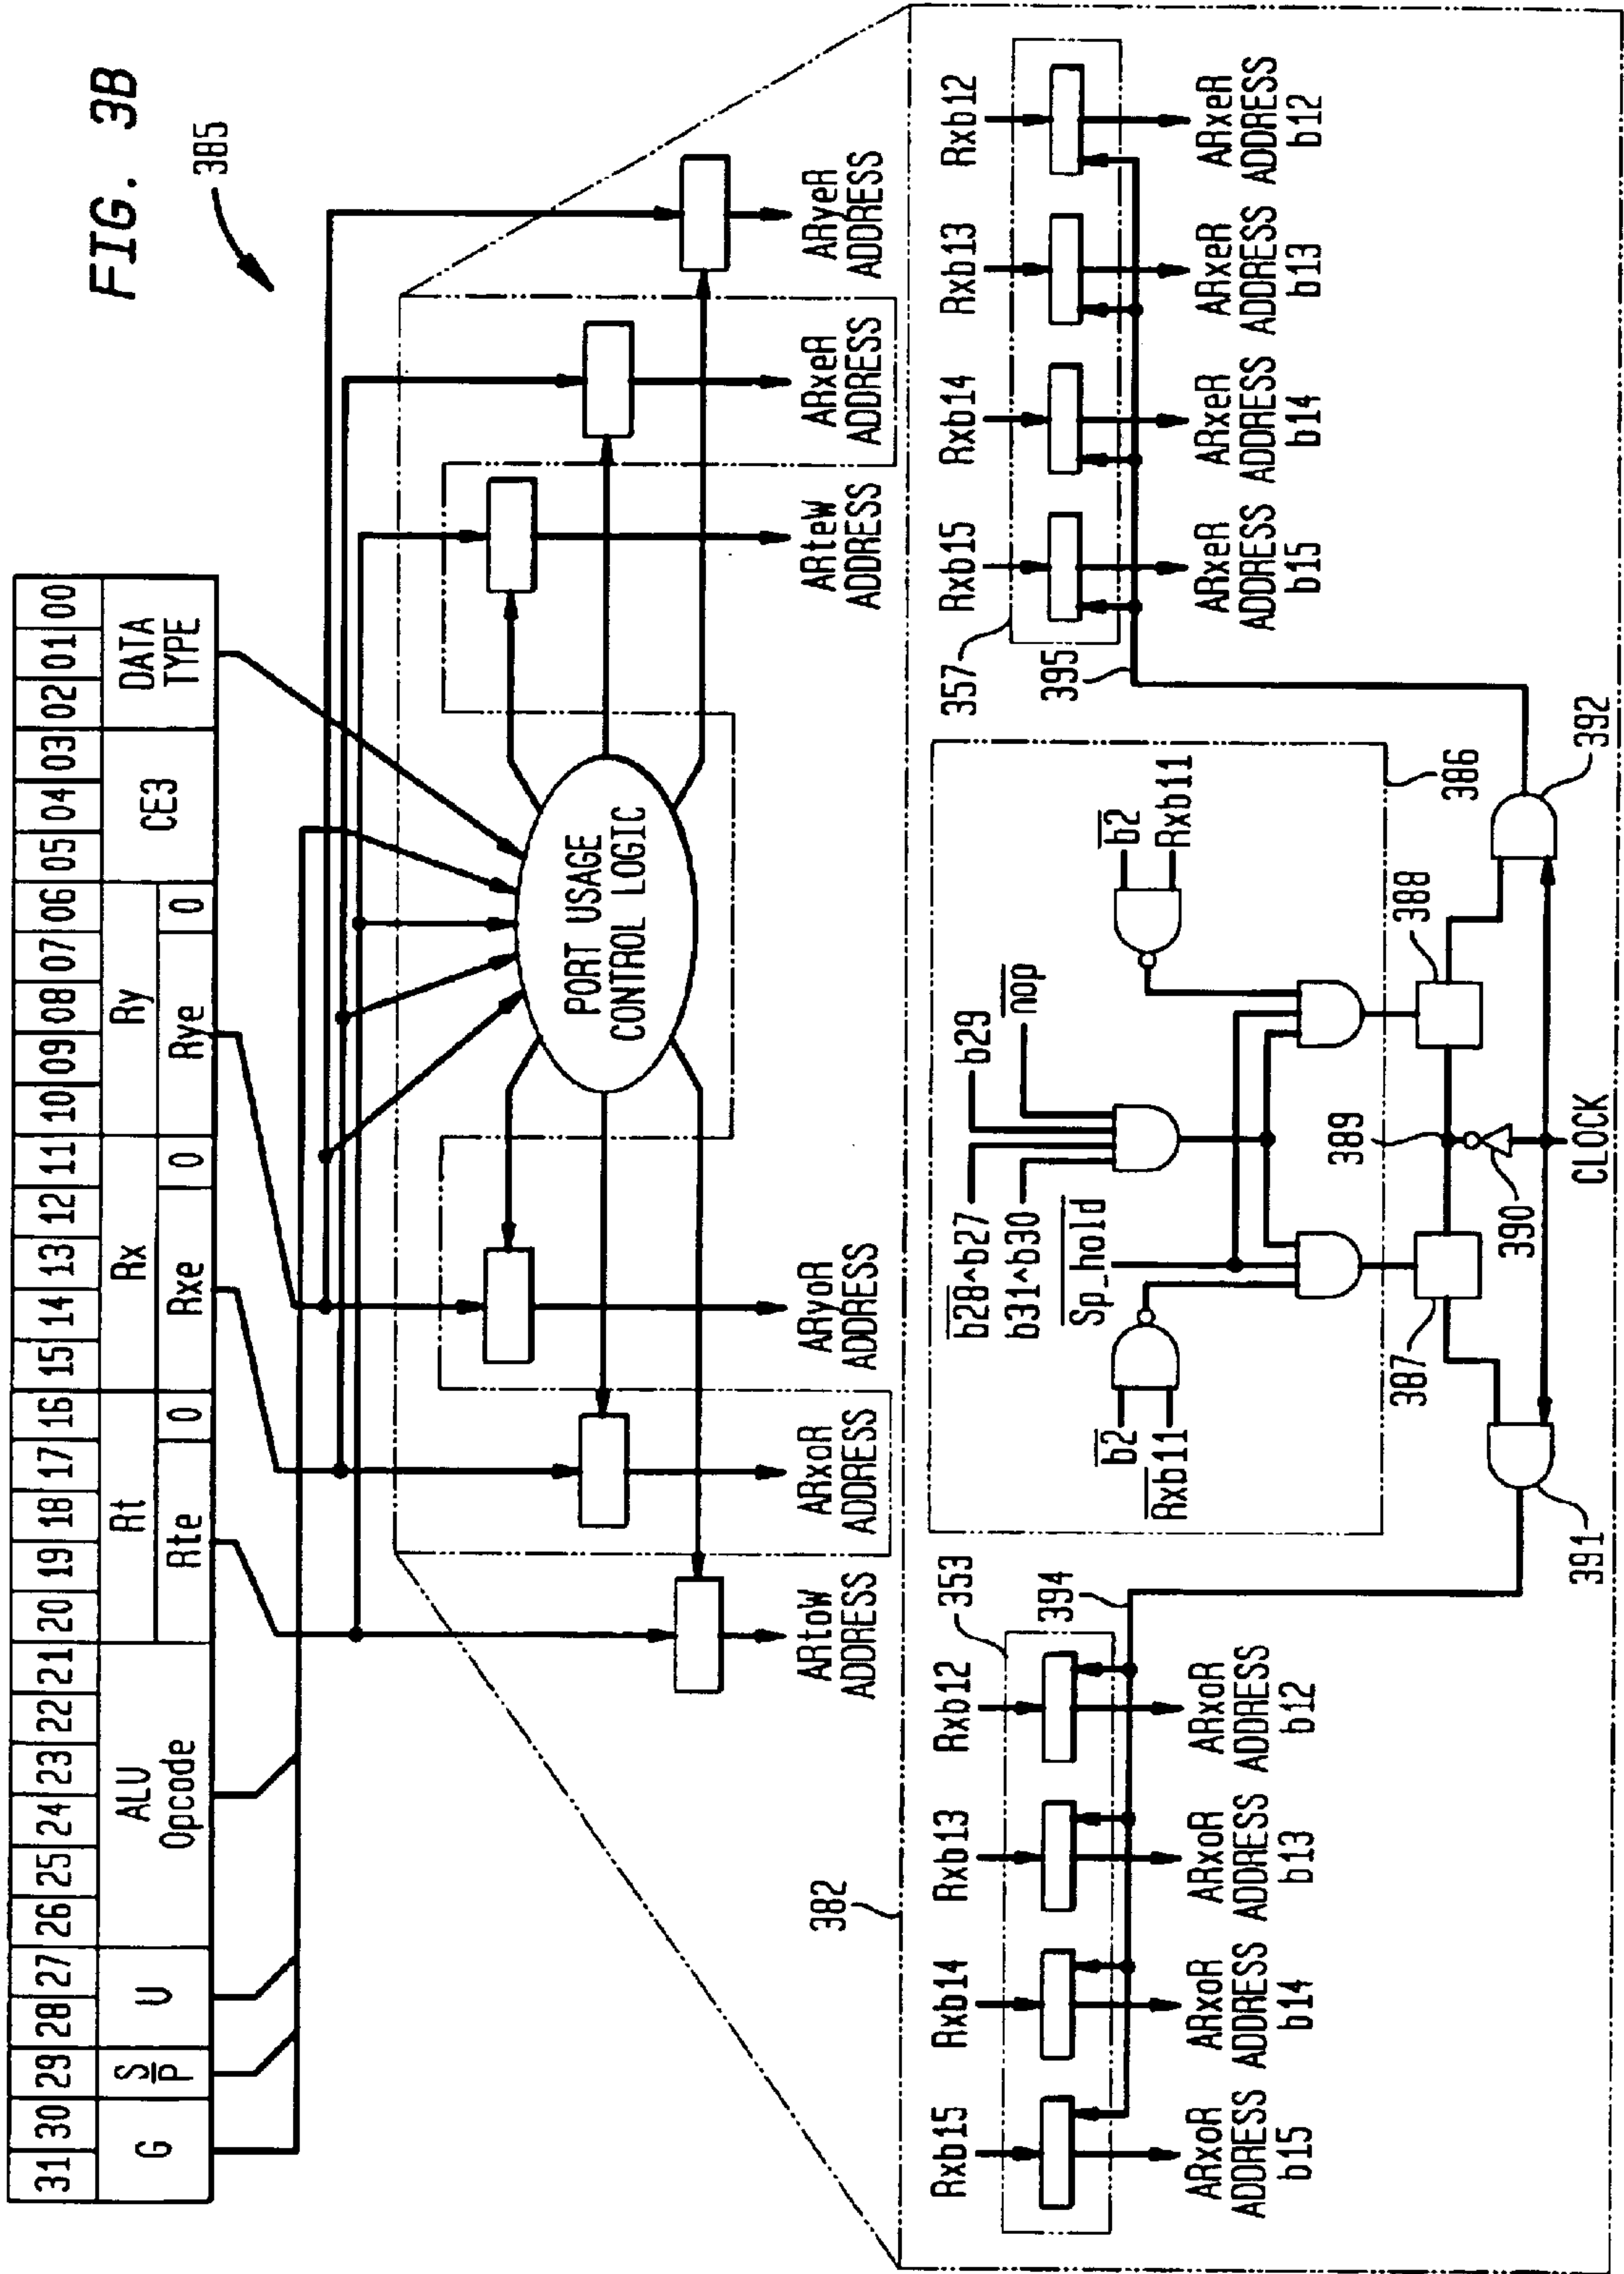 FIG. 3B
385
31 30 29 28 27 26 25 24 23 22 21 20 19 18 17 16 15 14 13 12 11 10 09 08 07 06 05 04 03 02 01 00
G S/P U ALU Opcode Rt Rx Ry CE3 DATA TYPE
Rte 0 Rxe 0 Rye 0
PORT USAGE
CONTROL LOGIC
ARtoW
ADDRESS
ARxoR
ADDRESS
ARyoR
ADDRESS
ARteW
ADDRESS
ARxeR
ADDRESS
ARyeR
ADDRESS
382
Rxb15 Rxb14 Rxb13 Rxb12
353
394
ARxoR ARxoR ARxoR ARxoR
ADDRESS ADDRESS ADDRESS ADDRESS
b15 b14 b13 b12
b̅2̅
R̅x̅b̅1̅1̅
S̅p̅_̅h̅o̅l̅d̅
b31^b30
b̅2̅8̅^b27
b29
n̅o̅p̅
b̅2̅
Rxb11
386
387
388
389
390
391
392
CLOCK
Rxb15 Rxb14 Rxb13 Rxb12
357
395
ARxeR ARxeR ARxeR ARxeR
ADDRESS ADDRESS ADDRESS ADDRESS
b15 b14 b13 b12